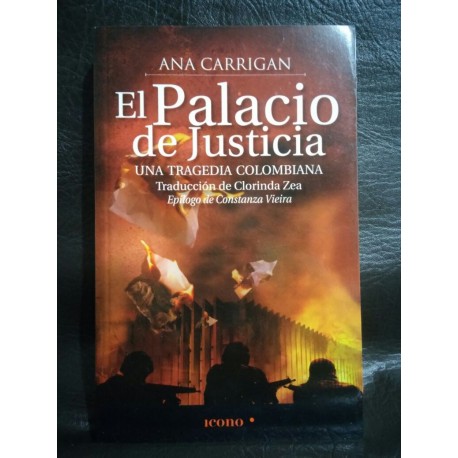 ANA CARRIGAN
El Palacio
de Justicia
UNA TRAGEDIA COLOMBIANA
Traducción de Clorinda Zea
Epílogo de Constanza Vieira
icono